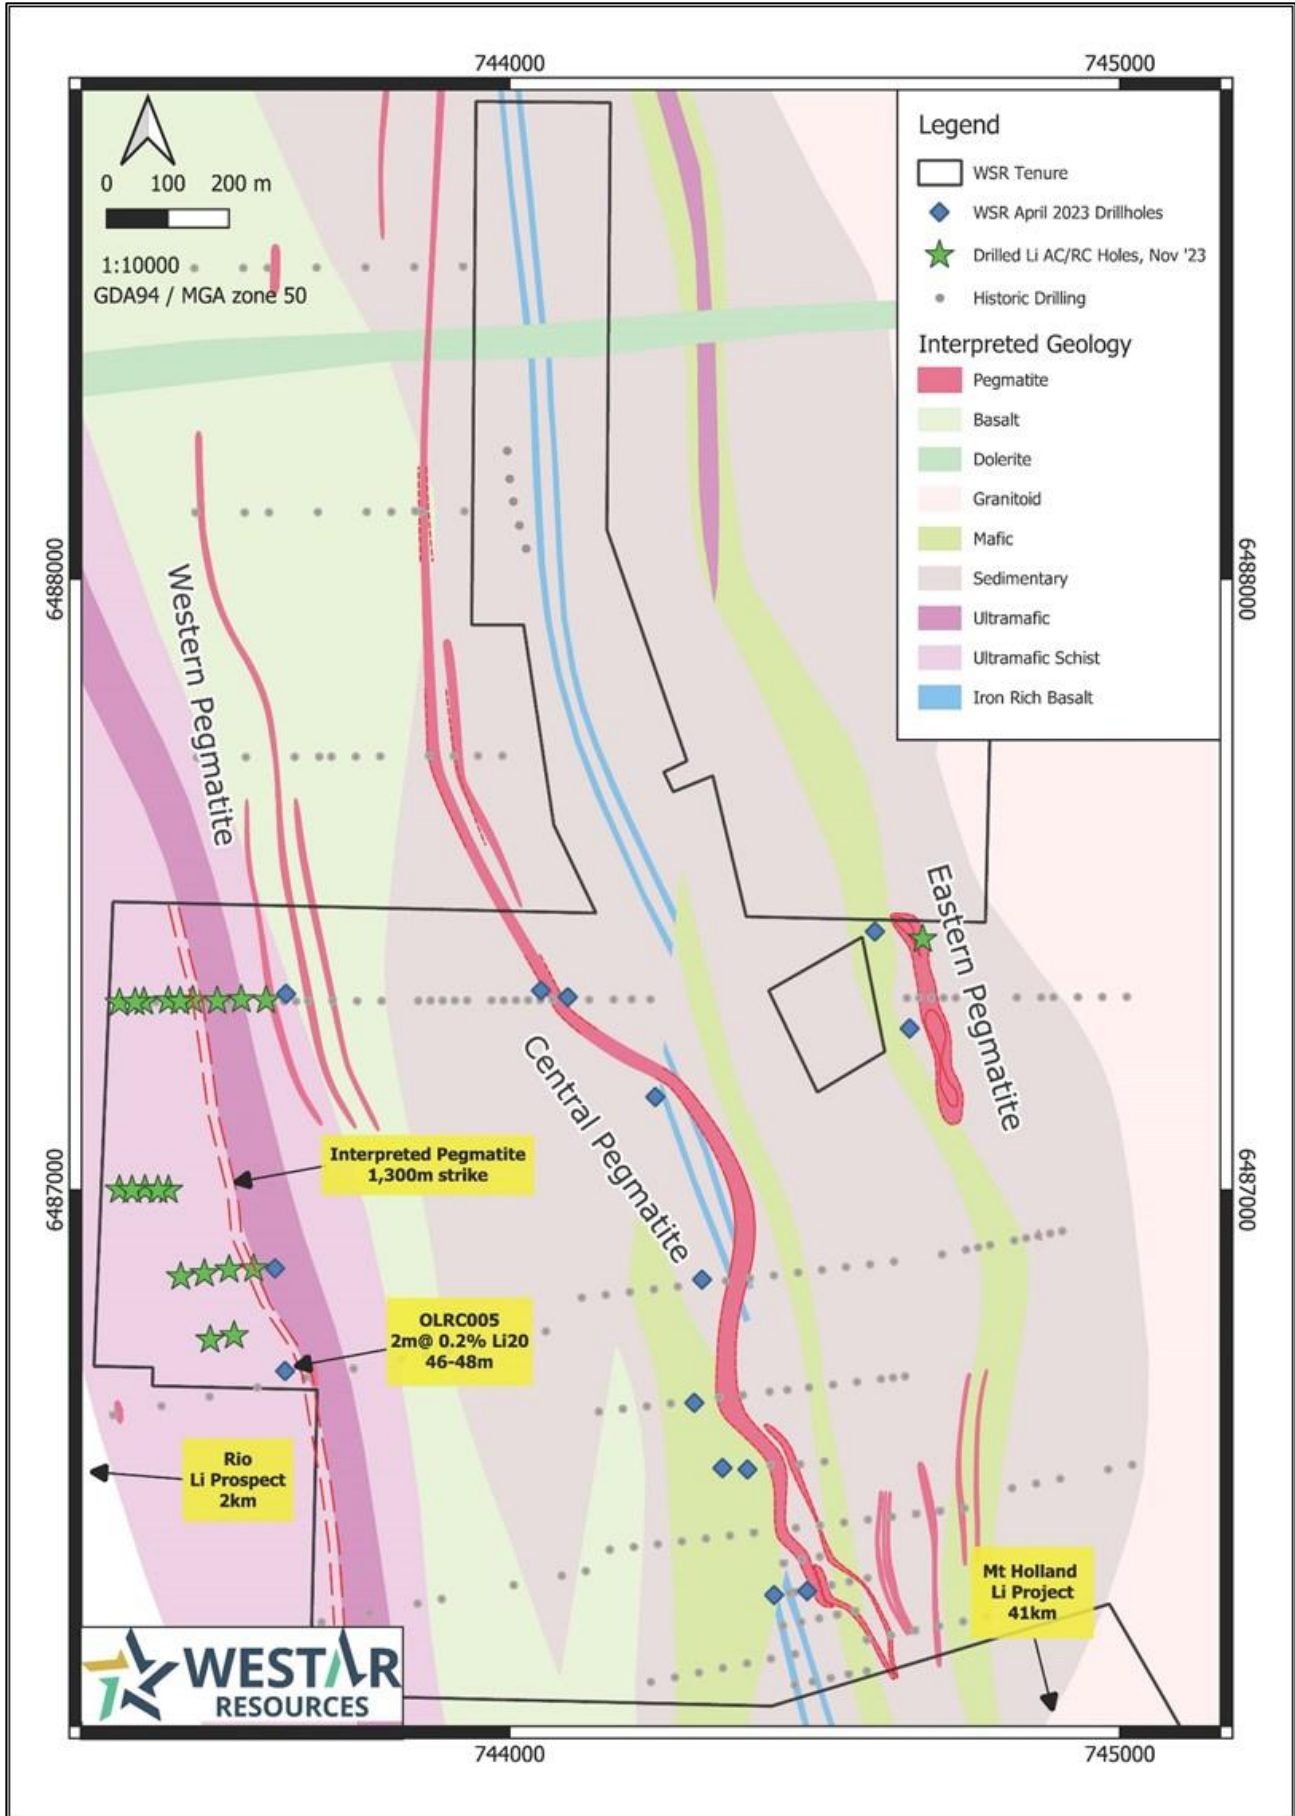 744000
745000
0 100 200 m
1:10000
GDA94 / MGA zone 50
Legend
WSR Tenure
WSR April 2023 Drillholes
Drilled Li AC/RC Holes, Nov '23
Historic Drilling
Interpreted Geology
Pegmatite
Basalt
Dolerite
Granitoid
Mafic
Sedimentary
Ultramafic
Ultramafic Schist
Iron Rich Basalt
6488000
6488000
Western Pegmatite
Eastern Pegmatite
Central Pegmatite
Interpreted Pegmatite
1,300m strike
6487000
6487000
OLRC005
2m@ 0.2% Li20
46-48m
Rio
Li Prospect
2km
Mt Holland
Li Project
41km
WESTAR
RESOURCES
744000
745000